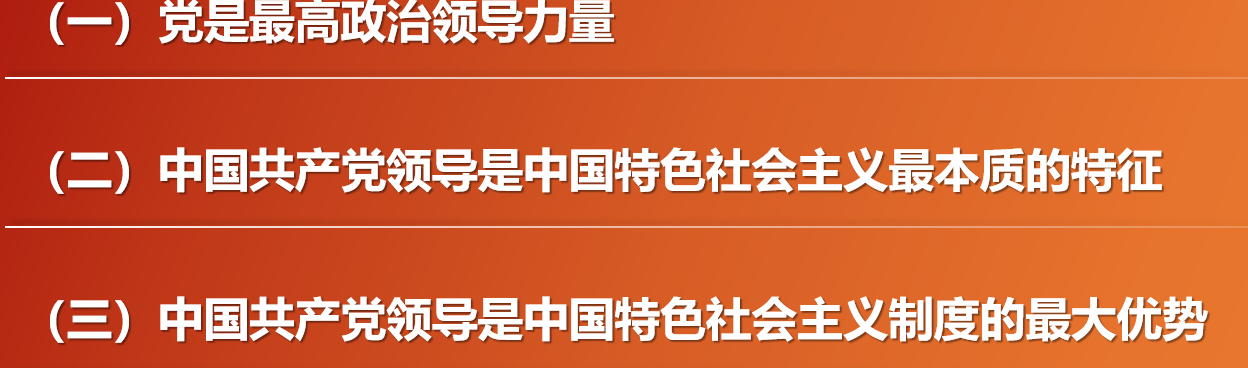 （一）党是最高政治领导力量
（二）中国共产党领导是中国特色社会主义最本质的特征
（三）中国共产党领导是中国特色社会主义制度的最大优势